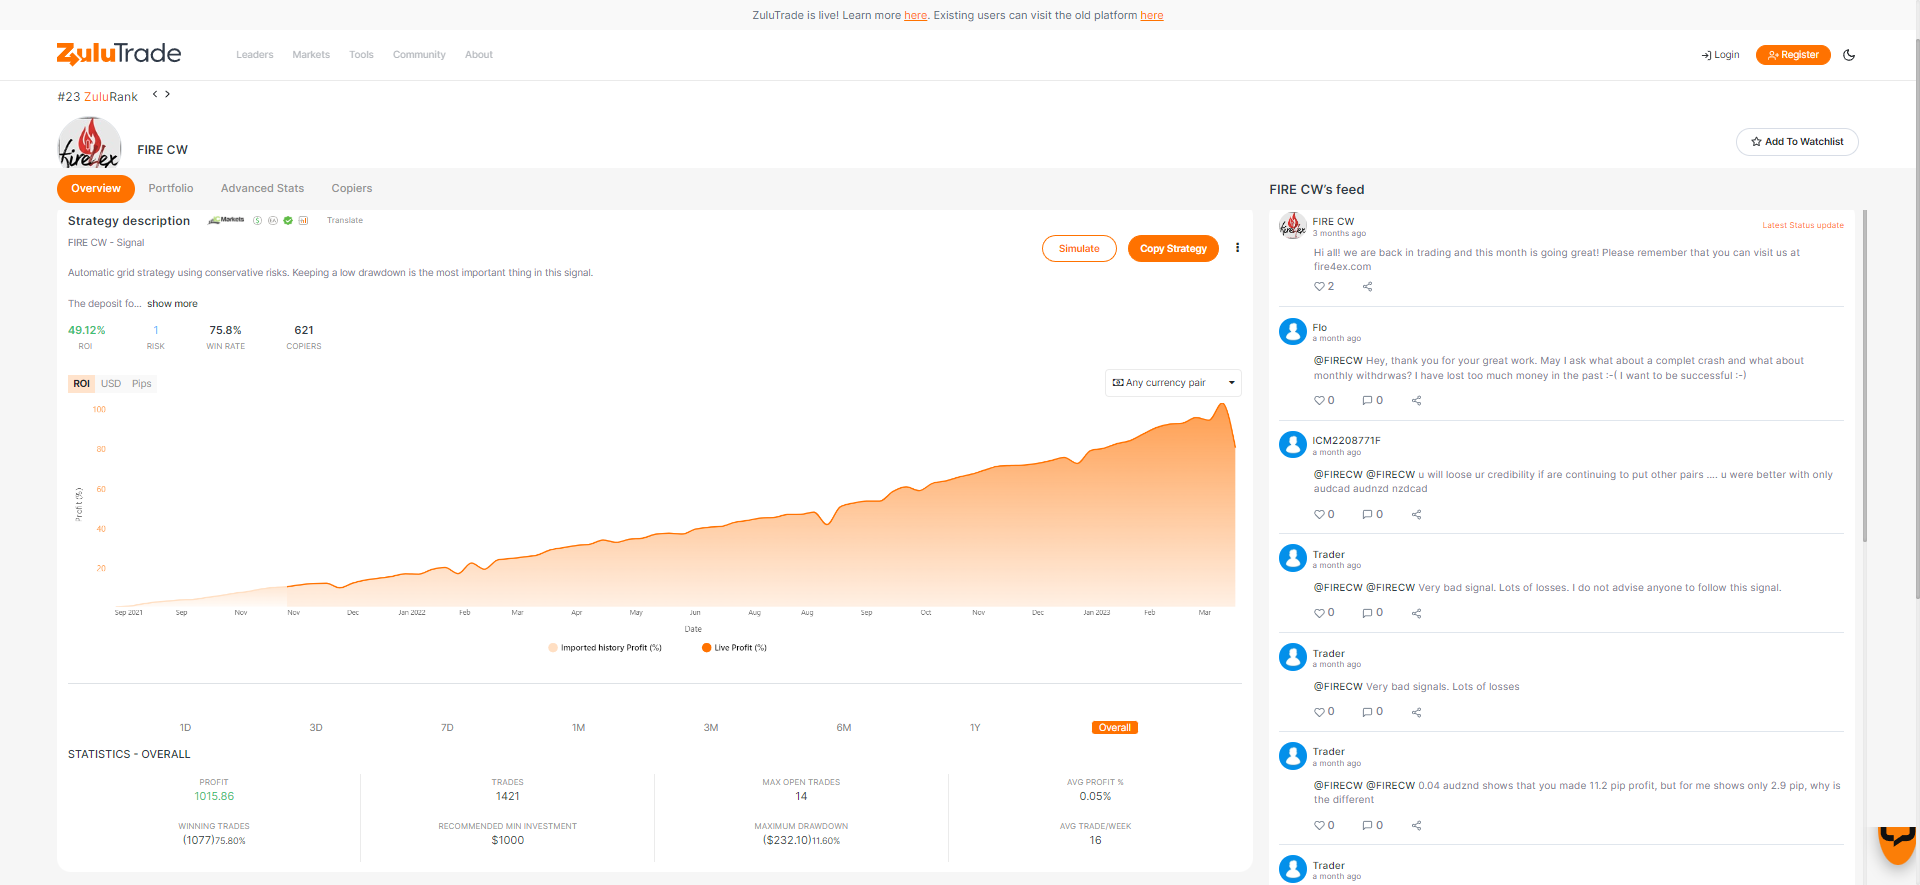 ZuluTrade is live! Learn more here. Existing users can visit the old platform here
ZuluTrade
Leaders Markets Tools Community About
Login Register
#23 ZuluRank < >
fire4ex
FIRE CW
Add To Watchlist
Overview Portfolio Advanced Stats Copiers
Strategy description Markets Translate
FIRE CW - Signal
Simulate Copy Strategy
Automatic grid strategy using conservative risks. Keeping a low drawdown is the most important thing in this signal.
The deposit fo... show more
49.12% 1 75.8% 621
ROI RISK WIN RATE COPIERS
ROI USD Pips
Any currency pair
100
80
60
40
20
Profit (%)
Sep 2021 Sep Nov Nov Dec Jan 2022 Feb Mar Apr May Jun Aug Aug Sep Oct Nov Dec Jan 2023 Feb Mar
Date
Imported history Profit (%) Live Profit (%)
1D 3D 7D 1M 3M 6M 1Y Overall
STATISTICS - OVERALL
PROFIT TRADES MAX OPEN TRADES AVG PROFIT %
1015.86 1421 14 0.05%
WINNING TRADES RECOMMENDED MIN INVESTMENT MAXIMUM DRAWDOWN AVG TRADE/WEEK
(1077)75.80% $1000 ($232.10)11.60% 16
FIRE CW's feed
FIRE CW
Latest Status update
3 months ago
Hi all! we are back in trading and this month is going great! Please remember that you can visit us at
fire4ex.com
2
Flo
a month ago
@FIRECW Hey, thank you for your great work. May I ask what about a complet crash and what about
monthly withdrwas? I have lost too much money in the past :-( I want to be successful :-)
0 0
ICM2208771F
a month ago
@FIRECW @FIRECW u will loose ur credibility if are continuing to put other pairs .... u were better with only
audcad audnzd nzdcad
0 0
Trader
a month ago
@FIRECW @FIRECW Very bad signal. Lots of losses. I do not advise anyone to follow this signal.
0 0
Trader
a month ago
@FIRECW Very bad signals. Lots of losses
0 0
Trader
a month ago
@FIRECW @FIRECW 0.04 audznd shows that you made 11.2 pip profit, but for me shows only 2.9 pip, why is
the different
0 0
Trader
a month ago